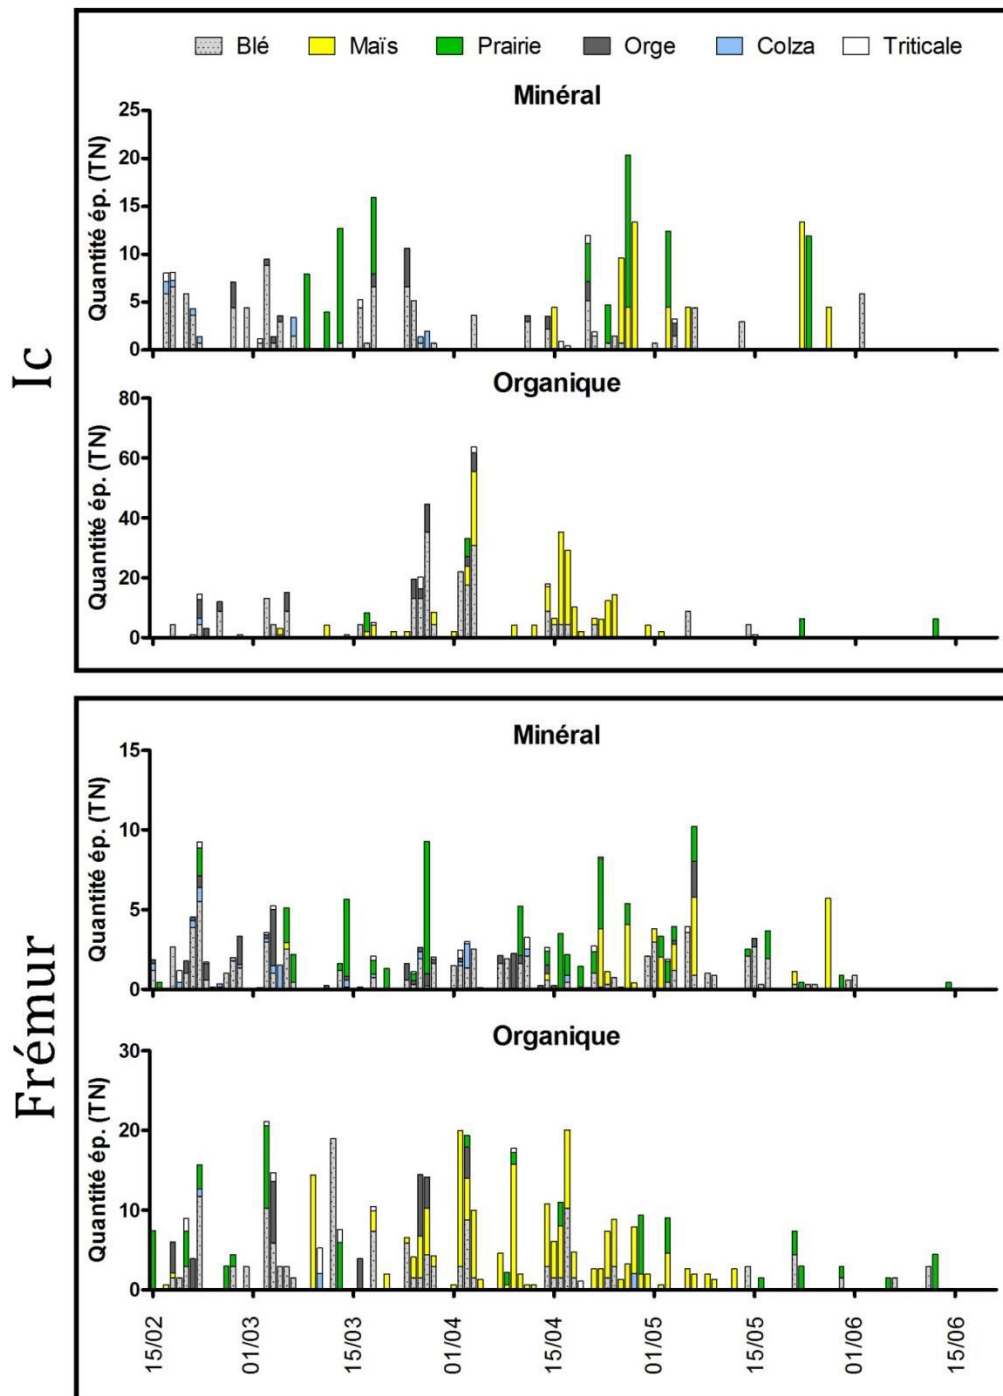 Blé Maïs Prairie Orge Colza Triticale
Ic
Minéral
Quantité ép. (TN)
25
20
15
10
5
0
Organique
Quantité ép. (TN)
80
60
40
20
0
Frémur
Minéral
Quantité ép. (TN)
15
10
5
0
Organique
Quantité ép. (TN)
30
20
10
0
15/02 01/03 15/03 01/04 15/04 01/05 15/05 01/06 15/06